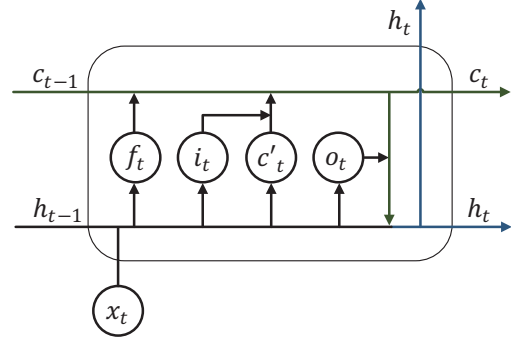 h_t
c_{t−1} c_t
f_t i_t c'_t o_t
h_{t−1} h_t
x_t